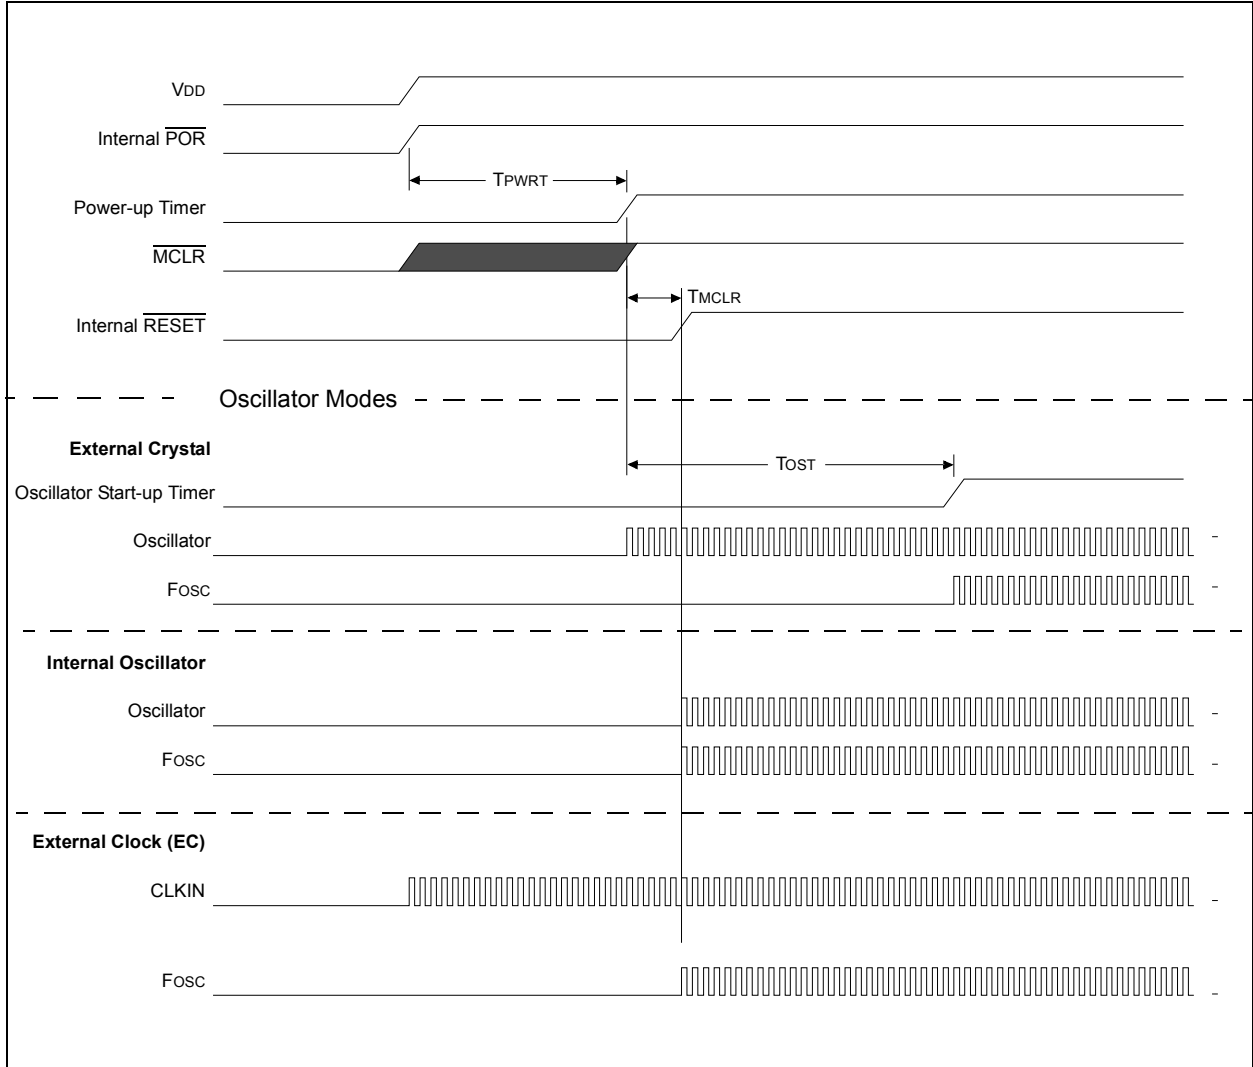 VDD
Internal POR
TPWRT
Power-up Timer
MCLR
TMCLR
Internal RESET
Oscillator Modes
External Crystal
TOST
Oscillator Start-up Timer
Oscillator
FOSC
Internal Oscillator
Oscillator
FOSC
External Clock (EC)
CLKIN
FOSC